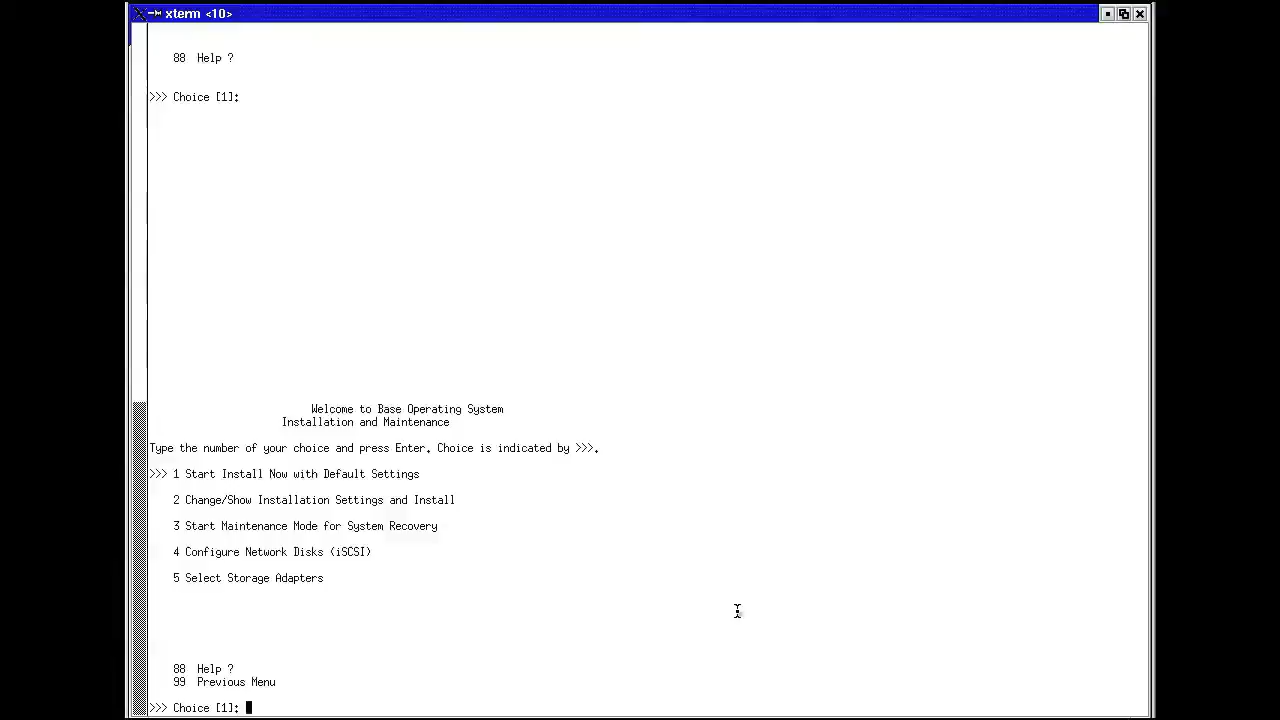 xterm <10>
88 Help ?
>>> Choice [1]:
Welcome to Base Operating System
Installation and Maintenance
Type the number of your choice and press Enter. Choice is indicated by >>>.
>>> 1 Start Install Now with Default Settings
2 Change/Show Installation Settings and Install
3 Start Maintenance Mode for System Recovery
4 Configure Network Disks (iSCSI)
5 Select Storage Adapters
88 Help ?
99 Previous Menu
>>> Choice [1]: